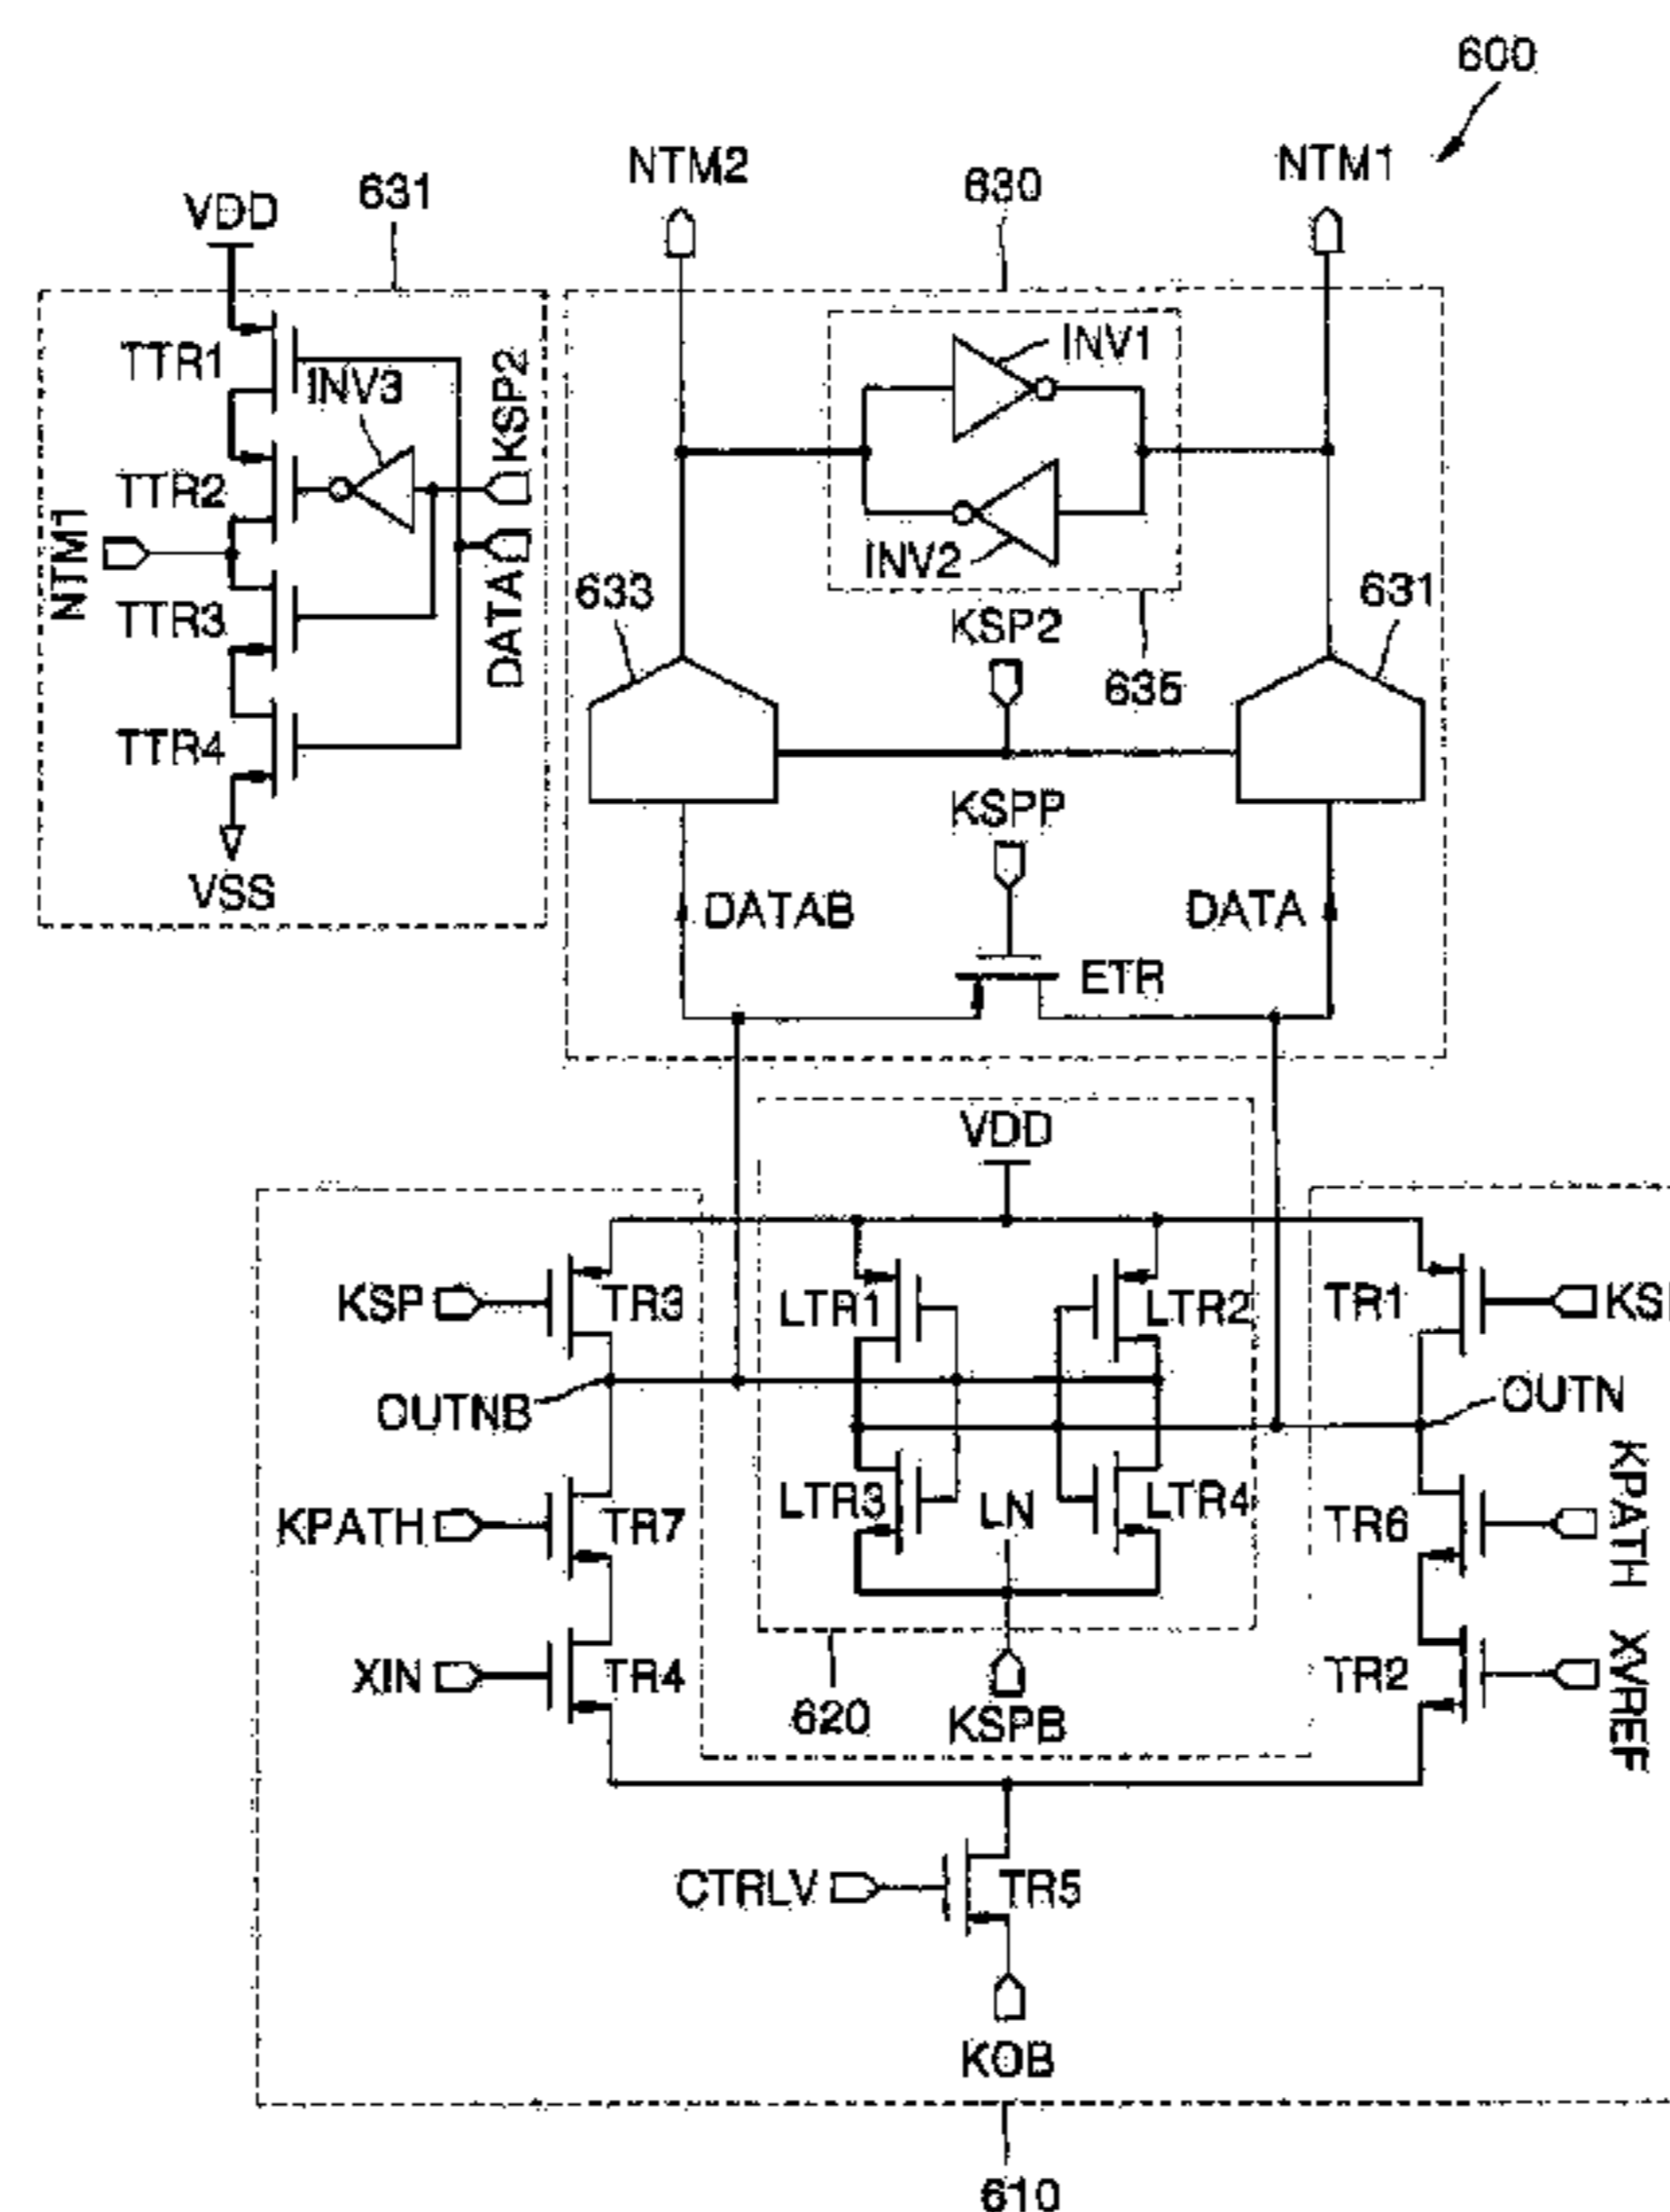 600
NTM2
630
NTM1
VDD
631
TTR1
INV3
KSP2
INV1
TTR2
NTM1
INV2
TTR3
DATA
633
KSP2
631
635
TTR4
KSPP
VSS
DATAB
DATA
ETR
VDD
KSP
TR3
LTR1
LTR2
TR1
OUTNB
OUTN
KPATH
TR7
LTR3
LN
LTR4
TR6
KPATH
XIN
TR4
TR2
XVREF
620
KSPB
CTRLV
TR5
KOB
610